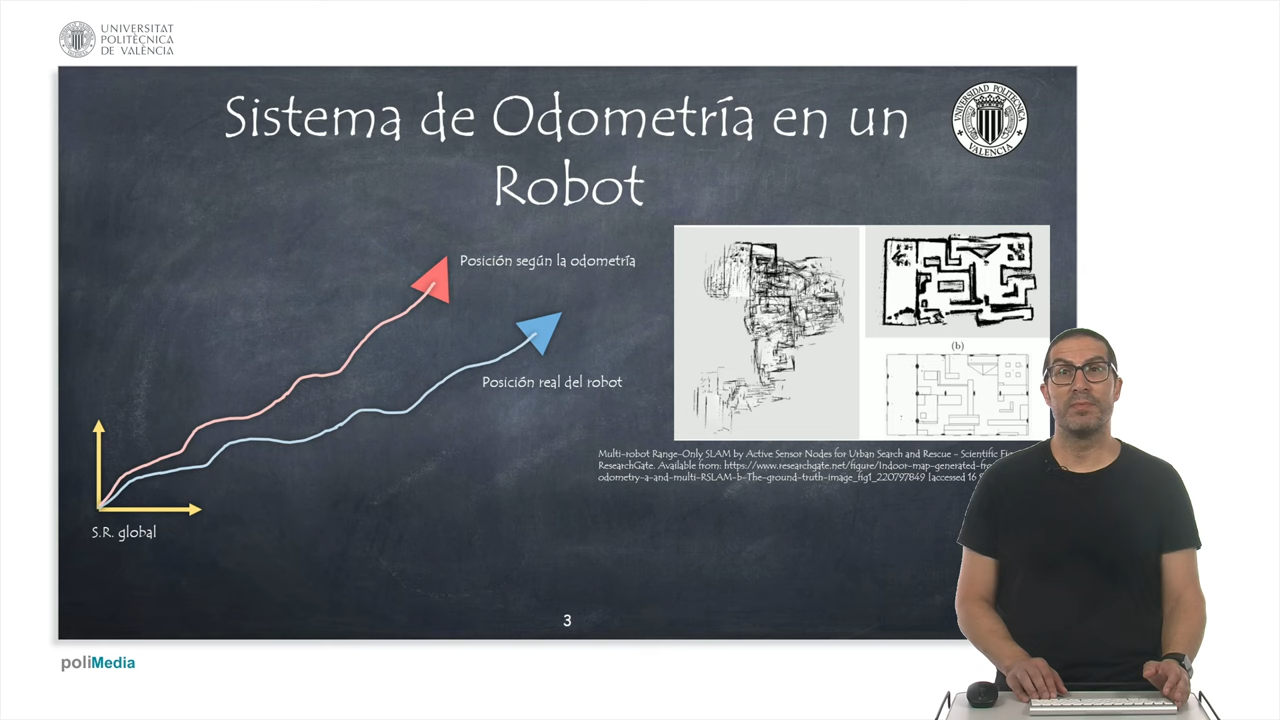 UNIVERSITAT
POLITÈCNICA
DE VALÈNCIA
Sistema de Odometría en un
Robot
UNIVERSIDAD POLITECNICA
VALENCIA
Posición según la odometría
Posición real del robot
(b)
Multi-robot Range-Only SLAM by Active Sensor Nodes for Urban Search and Rescue - Scientific
ResearchGate. Available from: https://www.researchgate.net/figure/Indoor-map-generated-
odometry-a-and-multi-RSLAM-b-The-ground-truth-image_fig1_220797849 [accessed 16
S.R. global
3
poliMedia